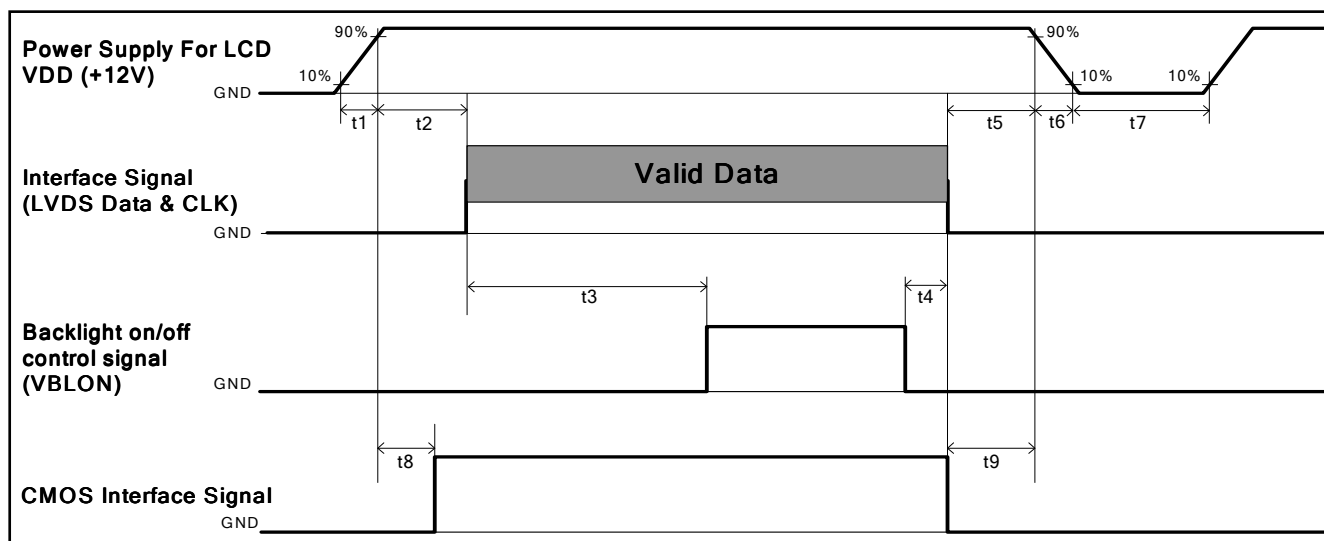 Power Supply For LCD
VDD (+12V)
90%
10%
GND
90%
10%
10%
t1
t2
t5
t6
t7
Interface Signal
(LVDS Data & CLK)
Valid Data
GND
t3
t4
Backlight on/off
control signal
(VBLON)
GND
t8
t9
CMOS Interface Signal
GND